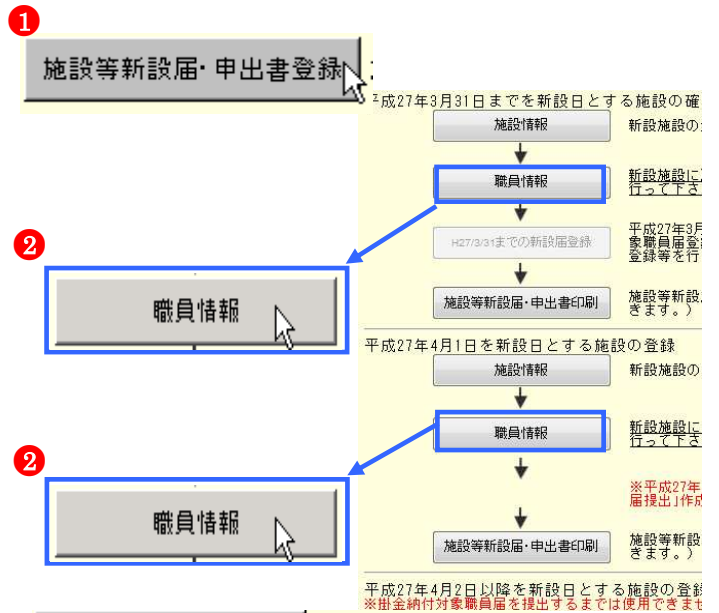 1
施設等新設届・申出書登録
平成27年3月31日までを新設日とする施設の確
施設情報
新設施設の
職員情報
新設施設に
行って下さ
2
H27/3/31までの新設届登録
平成27年3月
象職員届登
登録等を行
職員情報
施設等新設届・申出書印刷
施設等新設
きます。)
平成27年4月1日を新設日とする施設の登録
施設情報
新設施設の
職員情報
新設施設に
行って下さ
2
※平成27年
届提出」作成
職員情報
施設等新設届・申出書印刷
施設等新設
きます。)
平成27年4月2日以降を新設日とする施設の登録
※掛金納付対象職員届を提出するまでは使用できませ